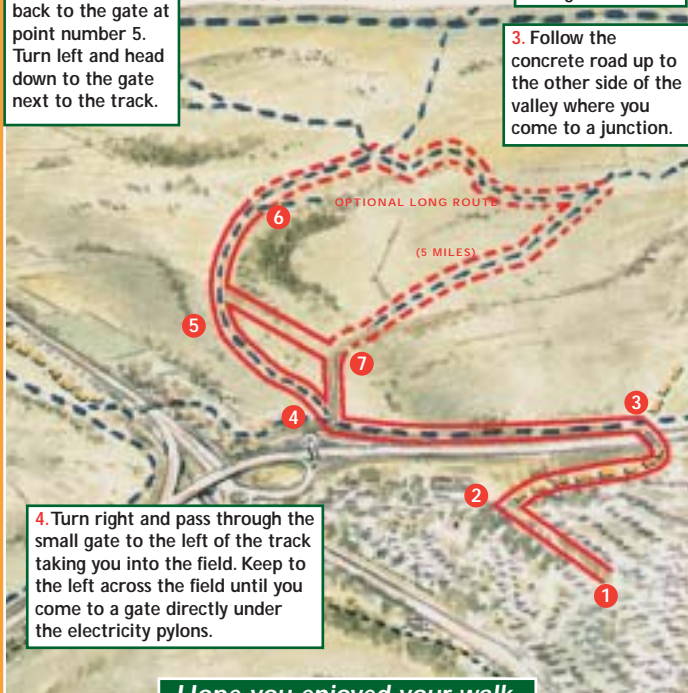 back to the gate at
point number 5.
Turn left and head
down to the gate
next to the track.
3. Follow the
concrete road up to
the other side of the
valley where you
come to a junction.
OPTIONAL LONG ROUTE
(5 MILES)
6
5
7
4
3
2
1
4. Turn right and pass through the
small gate to the left of the track
taking you into the field. Keep to
the left across the field until you
come to a gate directly under
the electricity pylons.
Hope you enjoyed your walk